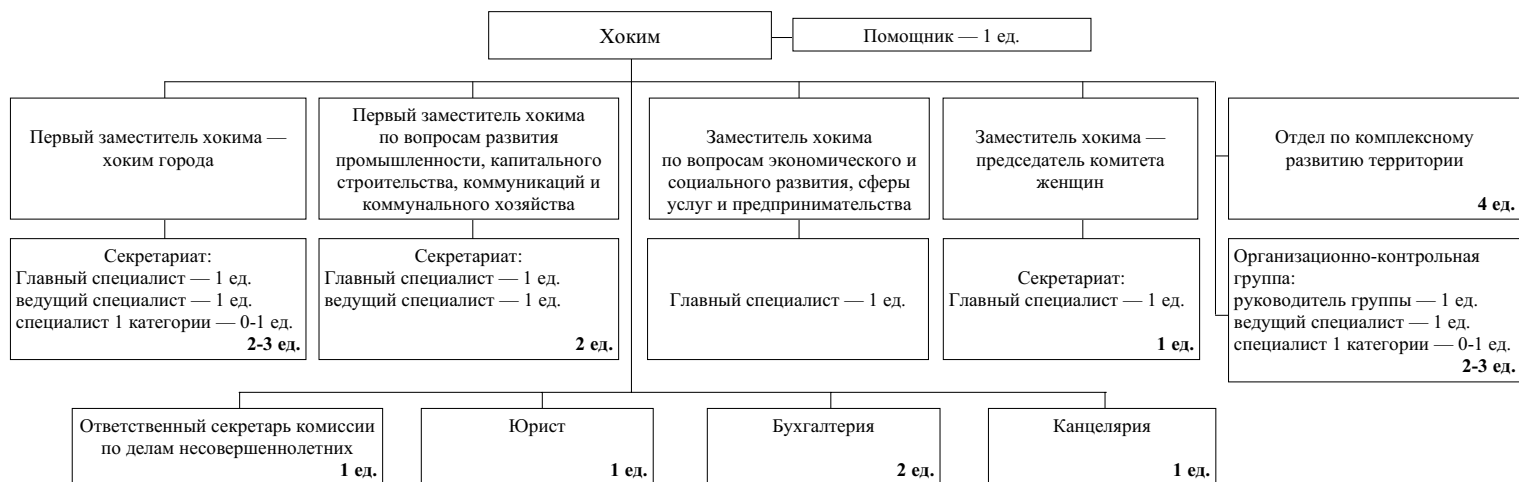 Хоким
Помощник — 1 ед.
Первый заместитель хокима —
хоким города
Первый заместитель хокима
по вопросам развития
промышленности, капитального
строительства, коммуникаций и
коммунального хозяйства
Заместитель хокима
по вопросам экономического и
социального развития, сферы
услуг и предпринимательства
Заместитель хокима —
председатель комитета
женщин
Отдел по комплексному
развитию территории
4 ед.
Секретариат:
Главный специалист — 1 ед.
ведущий специалист — 1 ед.
специалист 1 категории — 0-1 ед.
2-3 ед.
Секретариат:
Главный специалист — 1 ед.
ведущий специалист — 1 ед.
2 ед.
Главный специалист — 1 ед.
Секретариат:
Главный специалист — 1 ед.
1 ед.
Организационно-контрольная
группа:
руководитель группы — 1 ед.
ведущий специалист — 1 ед.
специалист 1 категории — 0-1 ед.
2-3 ед.
Ответственный секретарь комиссии
по делам несовершеннолетних
1 ед.
Юрист
1 ед.
Бухгалтерия
2 ед.
Канцелярия
1 ед.